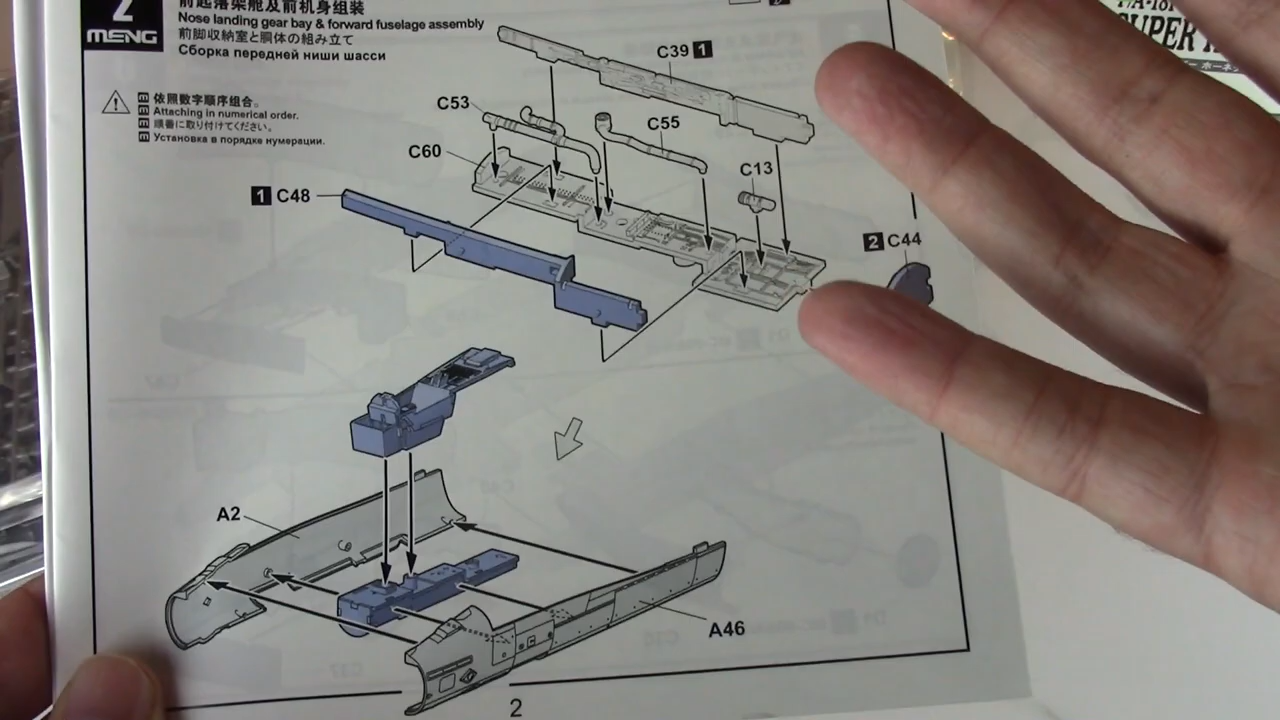 2
MENG
前起落架舱及前机身组装
Nose landing gear bay & forward fuselage assembly
前脚収納室と胴体の組み立て
Сборка передней ниши шасси
依照数字顺序组合。
Attaching in numerical order.
順番に取り付けてください。
Установка в порядке нумерации.
C39 1
C53
C55
C60
C13
1 C48
2 C44
A2
A46
2